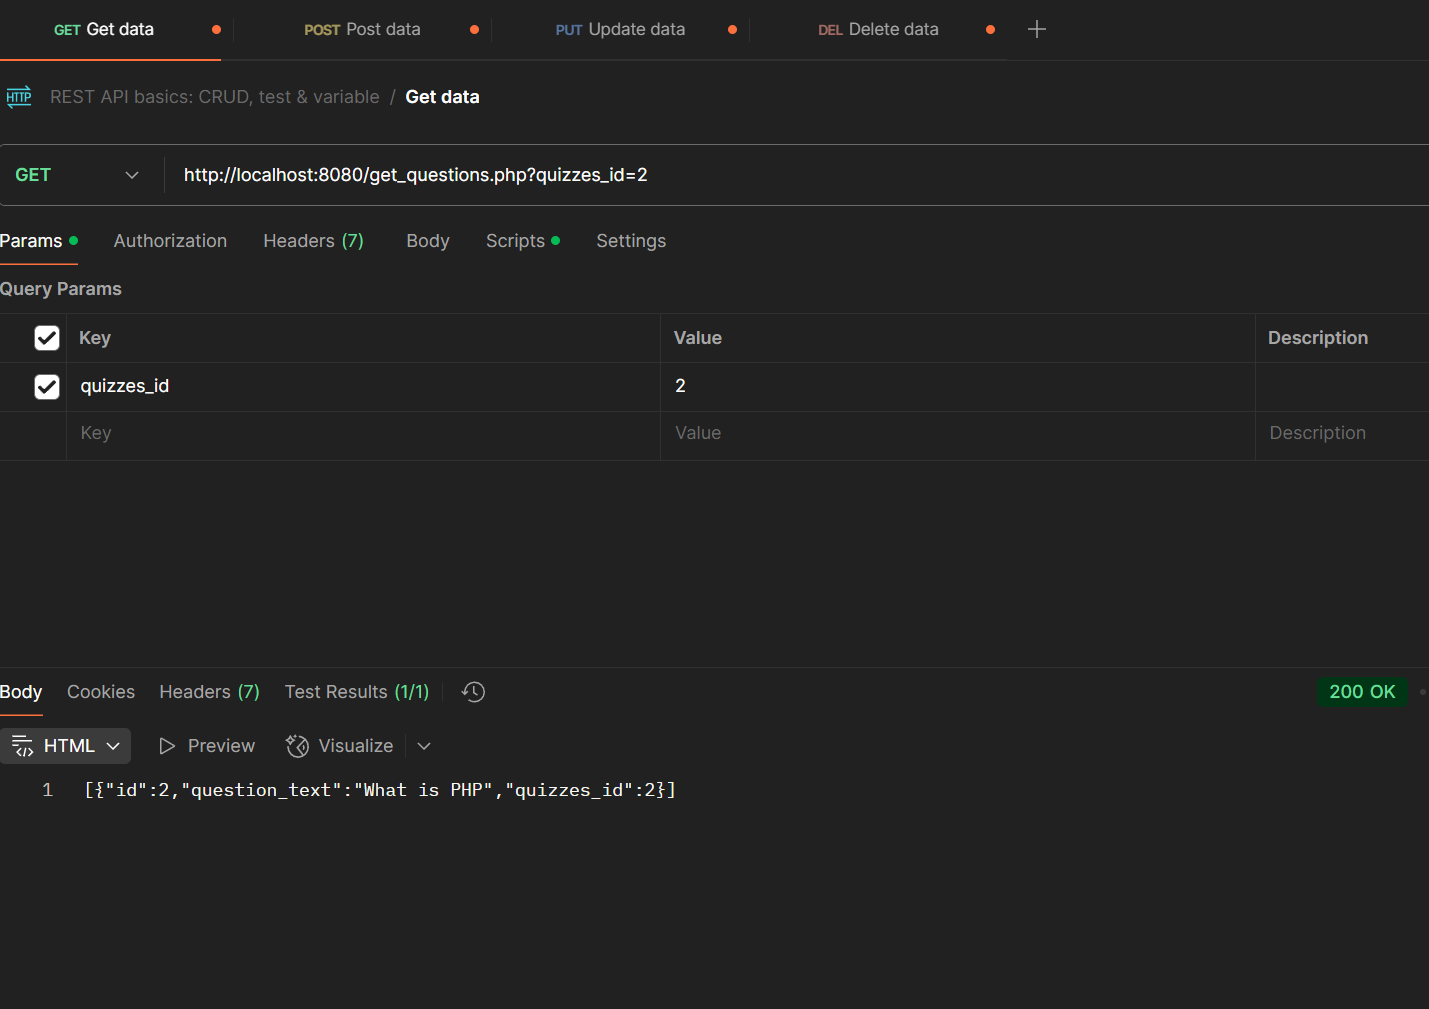 GET Get data POST Post data PUT Update data DEL Delete data
HTTP REST API basics: CRUD, test & variable / Get data
GET http://localhost:8080/get_questions.php?quizzes_id=2
Params Authorization Headers (7) Body Scripts Settings
Query Params
Key Value Description
quizzes_id 2
Key Value Description
Body Cookies Headers (7) Test Results (1/1) 200 OK
HTML Preview Visualize
1 [{"id":2,"question_text":"What is PHP","quizzes_id":2}]